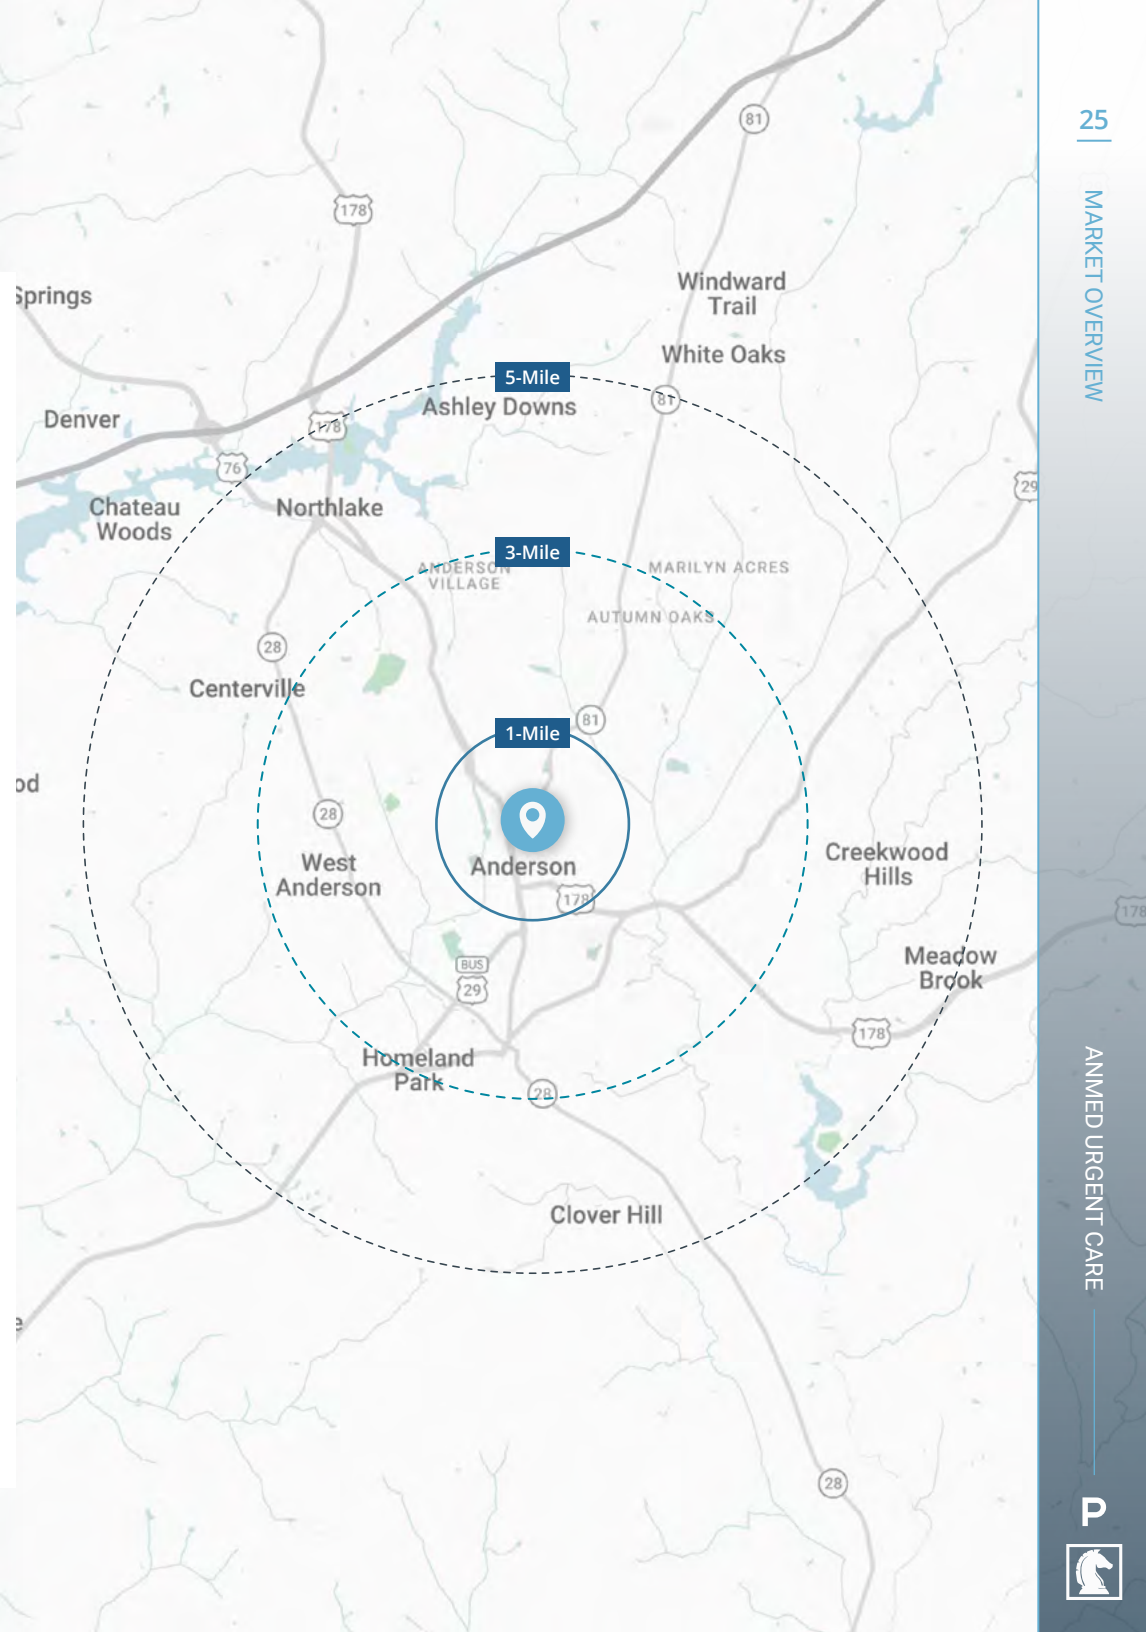 25
MARKET OVERVIEW
81
178
Springs
Windward
Trail
White Oaks
5-Mile
Ashley Downs
81
Denver
178
76
29
Chateau
Woods
Northlake
3-Mile
ANDERSON
VILLAGE
MARILYN ACRES
AUTUMN OAKS
28
Centerville
81
1-Mile
od
28
West
Anderson
Anderson
178
Creekwood
Hills
178
Meadow
Brook
BUS
29
178
Homeland
Park
28
ANMED URGENT CARE
Clover Hill
e
28
P